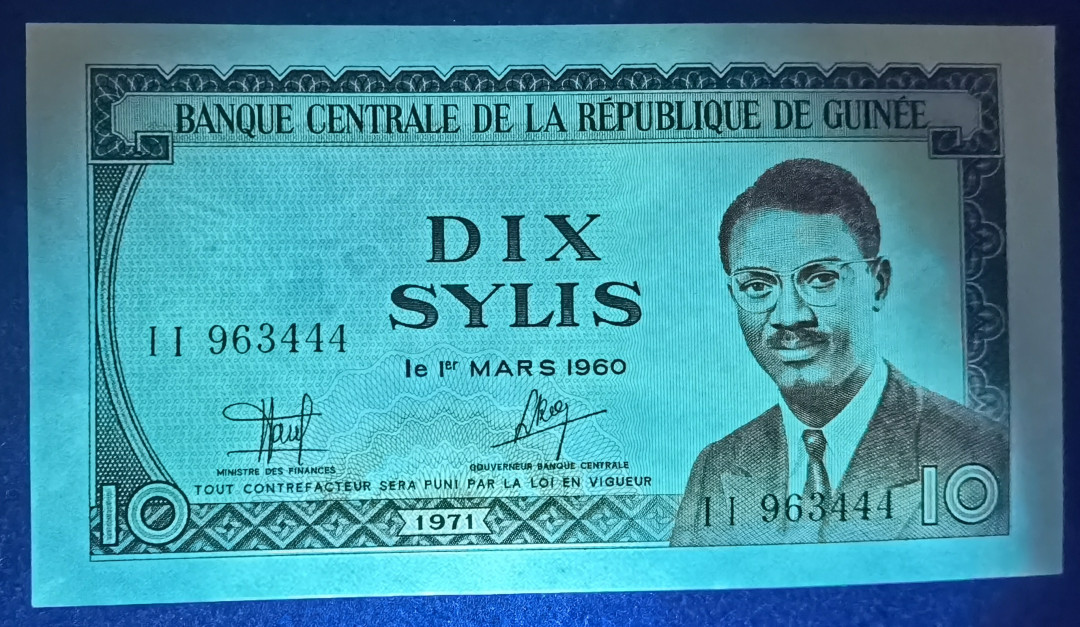 BANQUE CENTRALE DE LA RÉPUBLIQUE DE GUINÉE
DIX
SYLIS
II 963444
le 1er MARS 1960
MINISTRE DES FINANCES
GOUVERNEUR BANQUE CENTRALE
TOUT CONTREFACTEUR SERA PUNI PAR LA LOI EN VIGUEUR
10
1971
II 963444
10